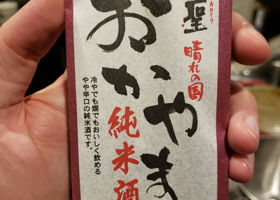 聖
晴れの国
おかやま
純米酒
冷やでも燗でもおいしく飲める
やや辛口の純米酒です。